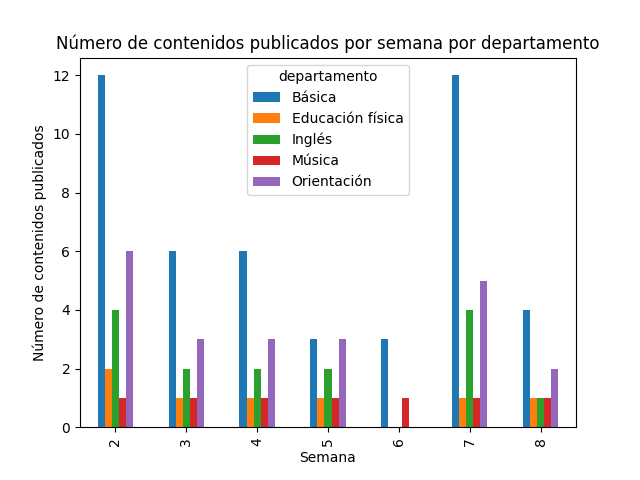 Número de contenidos publicados por semana por departamento
departamento
Básica
Educación física
Inglés
Música
Orientación
Número de contenidos publicados
12
10
8
6
4
2
0
2
3
4
5
6
7
8
Semana